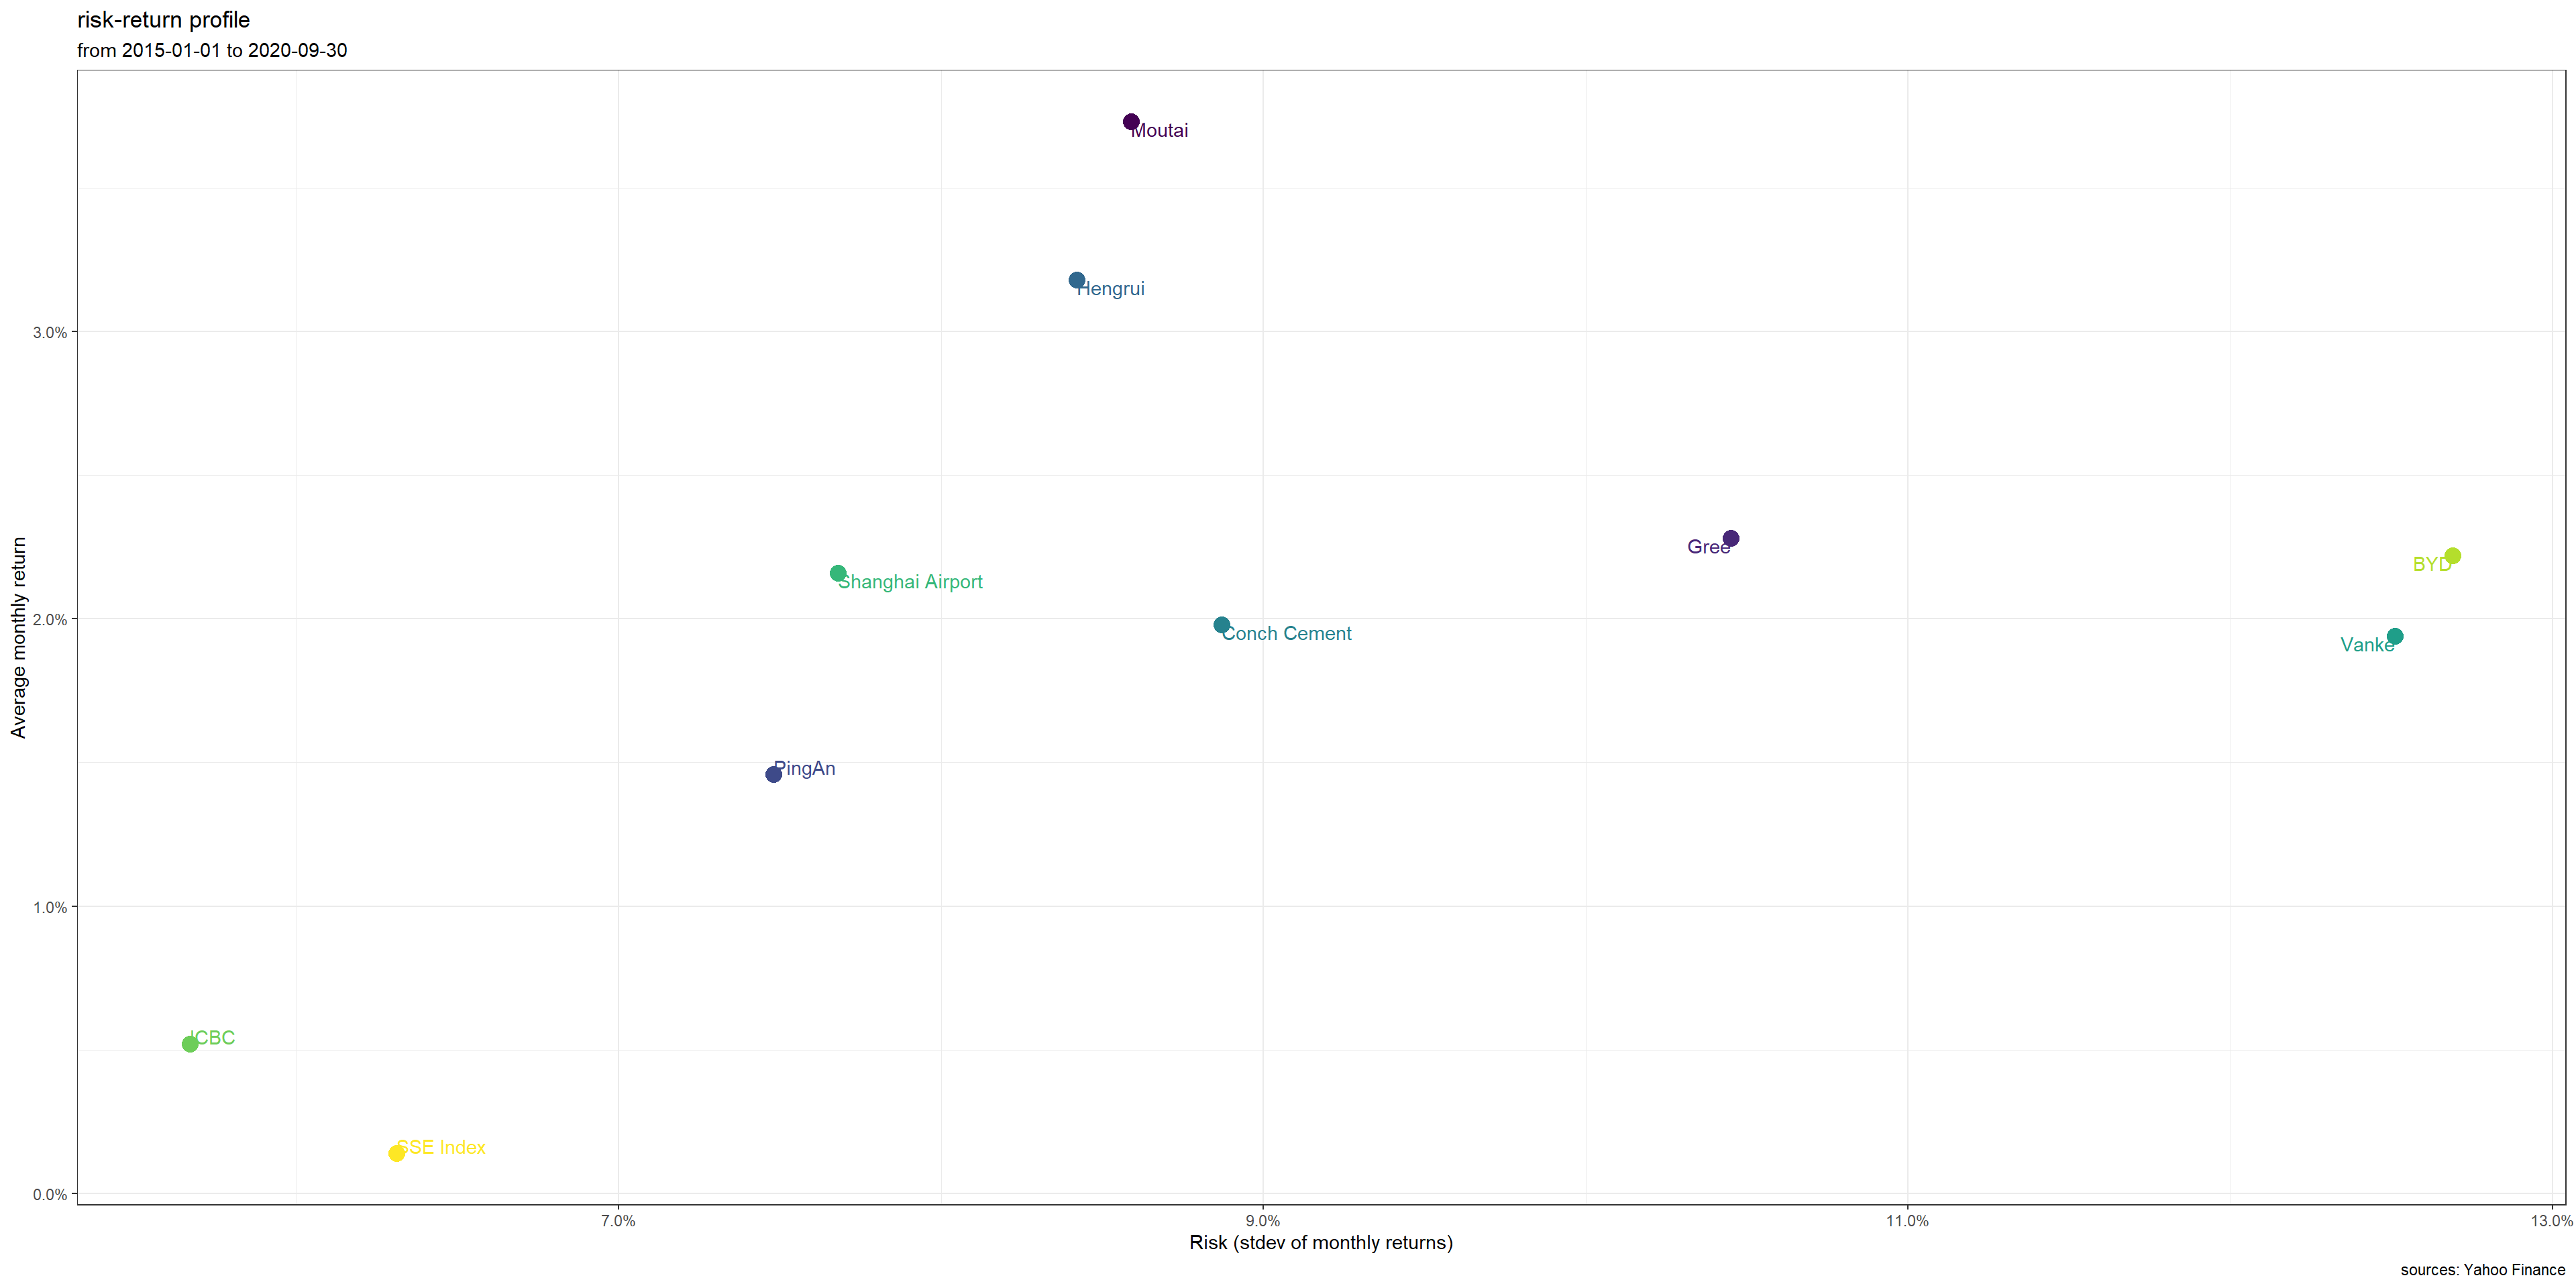 risk-return profile
from 2015-01-01 to 2020-09-30
Moutai
Hengrui
3.0%
Gree
BYD
Shanghai Airport
2.0%
Conch Cement
Vanke
Average monthly return
PingAn
1.0%
ICBC
SSE Index
0.0%
7.0%
9.0%
11.0%
13.0%
Risk (stdev of monthly returns)
sources: Yahoo Finance